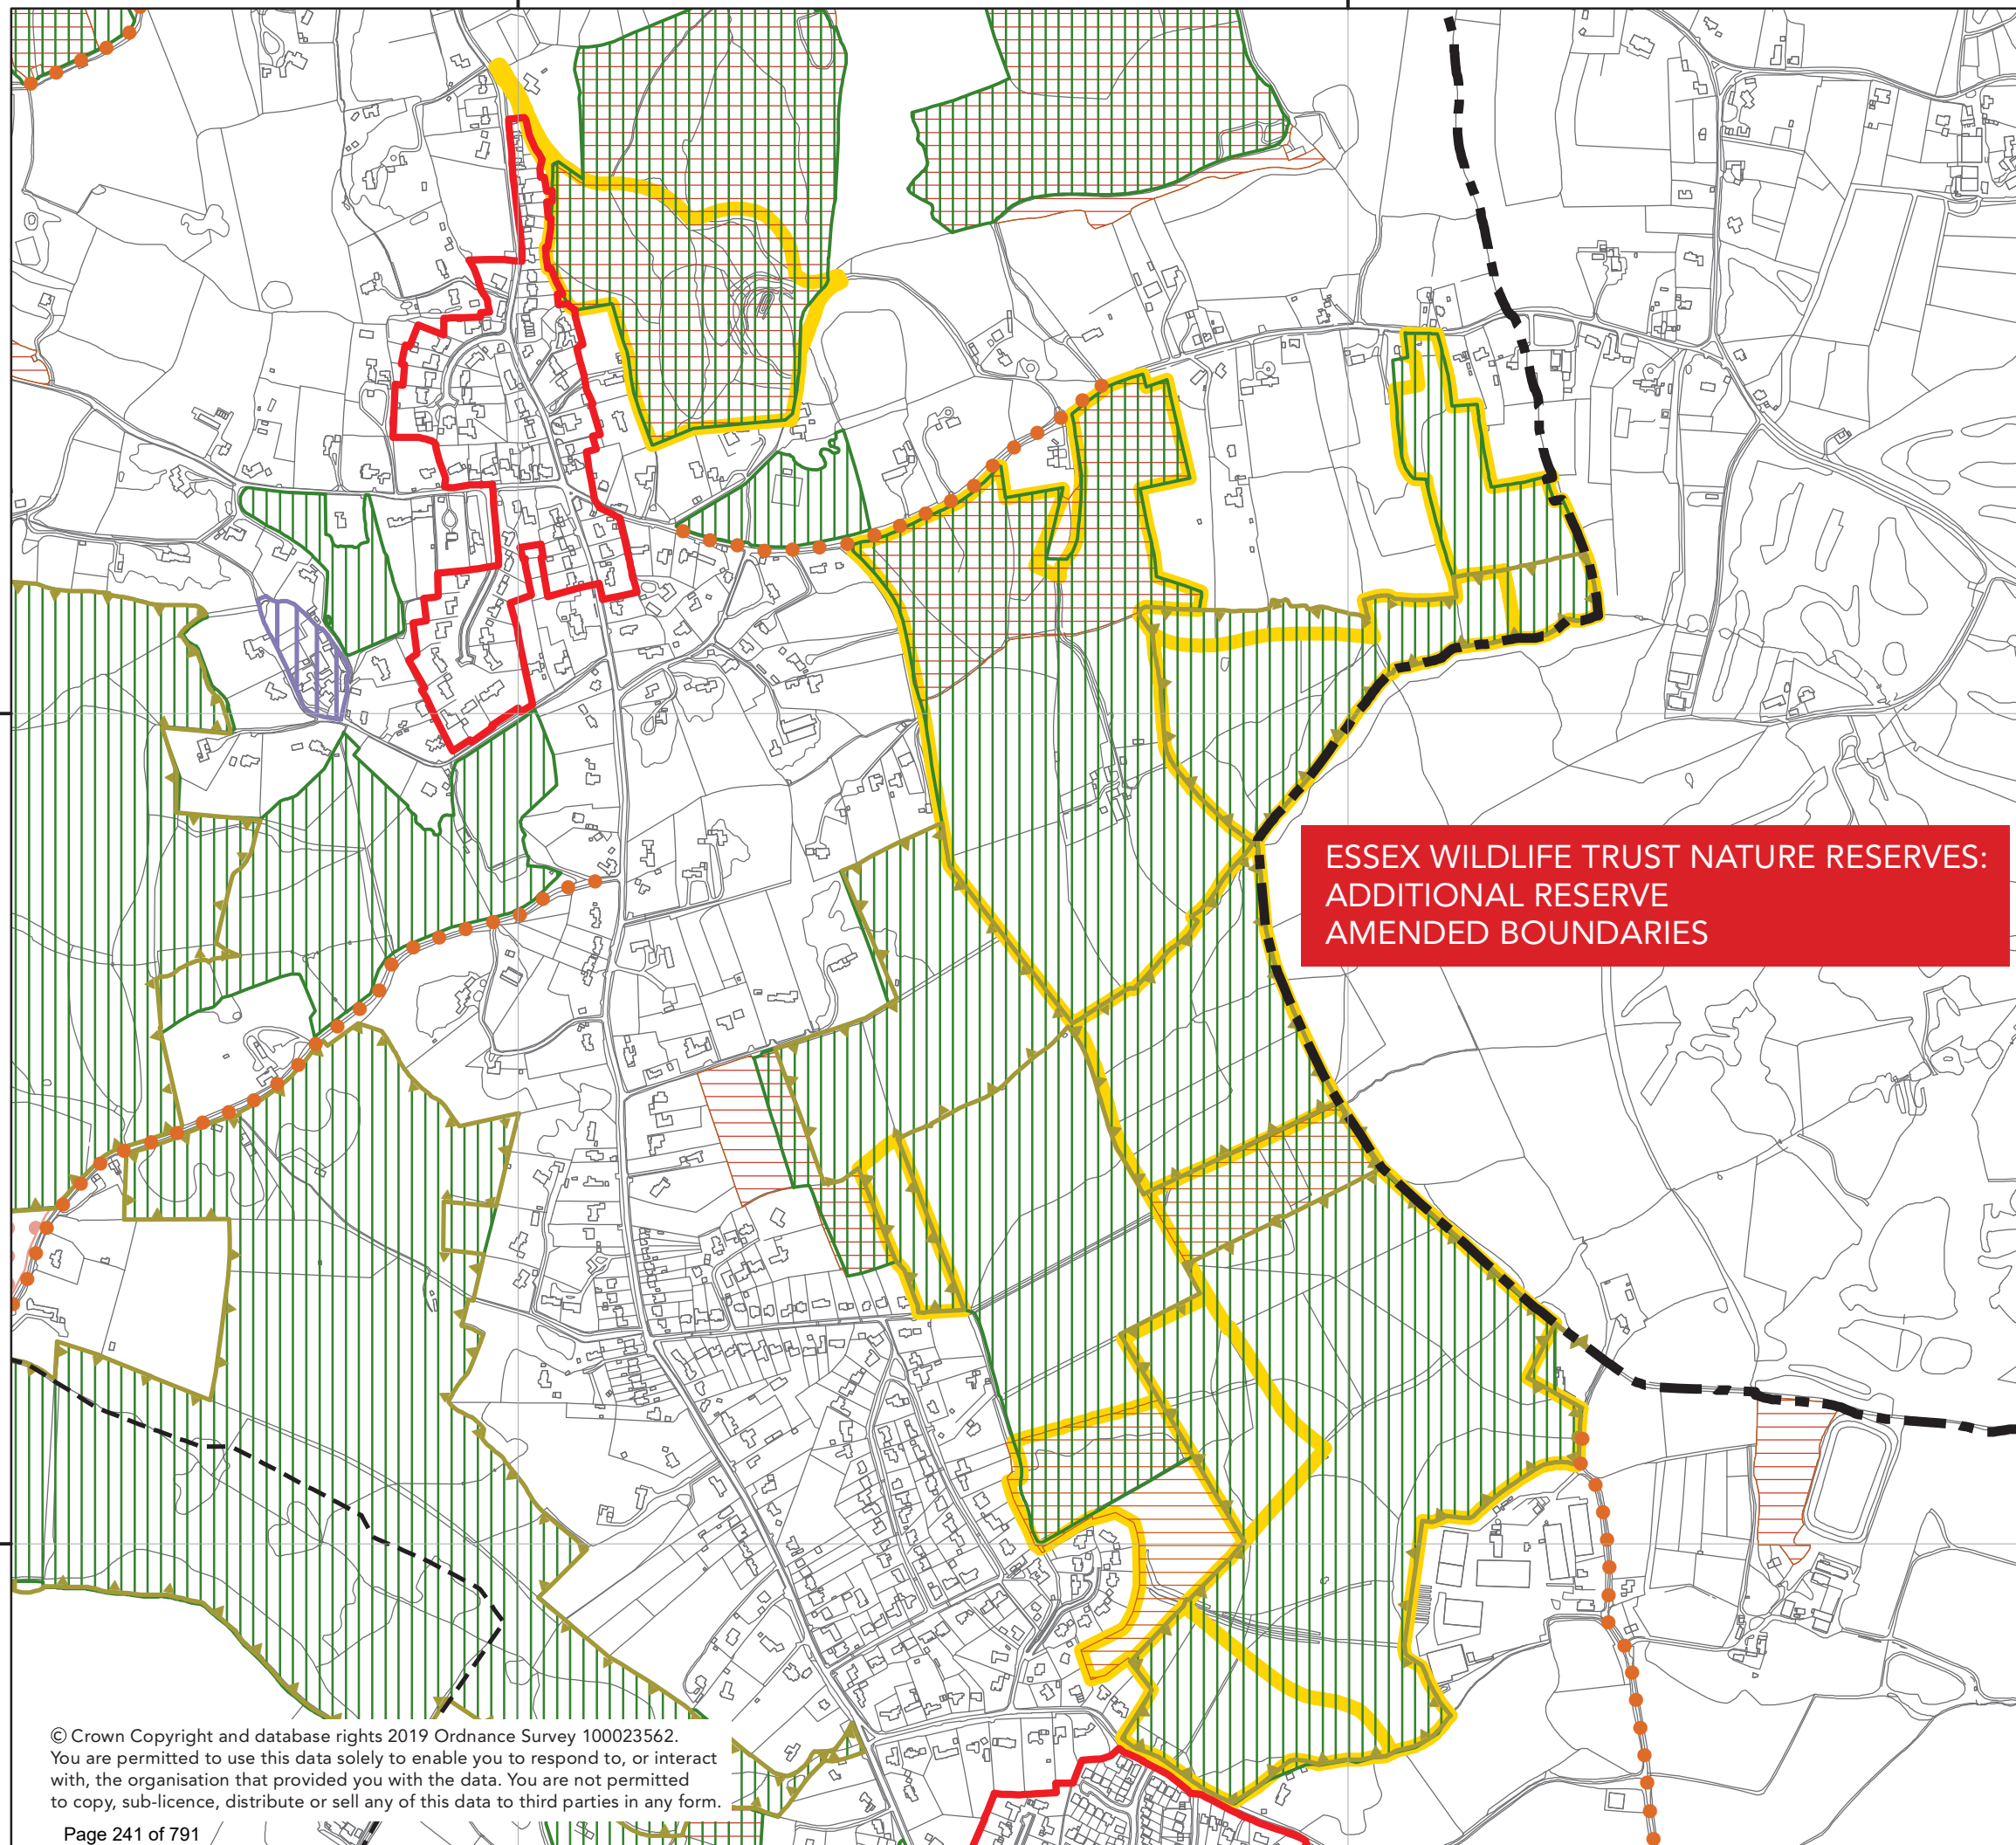 ESSEX WILDLIFE TRUST NATURE RESERVES:
ADDITIONAL RESERVE
AMENDED BOUNDARIES
© Crown Copyright and database rights 2019 Ordnance Survey 100023562.
You are permitted to use this data solely to enable you to respond to, or interact
with, the organisation that provided you with the data. You are not permitted
to copy, sub-licence, distribute or sell any of this data to third parties in any form.
Page 241 of 791